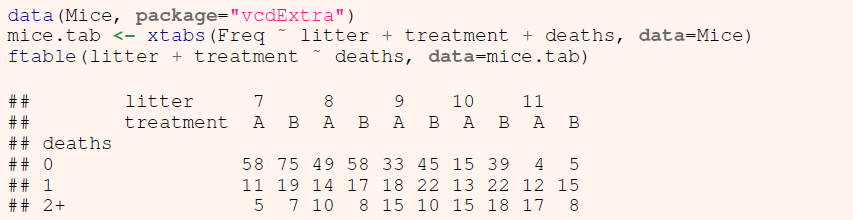 data(Mice, package="vcdExtra")
mice.tab <- xtabs(Freq ~ litter + treatment + deaths, data=Mice)
ftable(litter + treatment ~ deaths, data=mice.tab)
##        litter     7     8     9    10    11
##        treatment  A  B  A  B  A  B  A  B  A  B
## deaths
## 0                58 75 49 58 33 45 15 39  4  5
## 1                11 19 14 17 18 22 13 22 12 15
## 2+                5  7 10  8 15 10 15 18 17  8